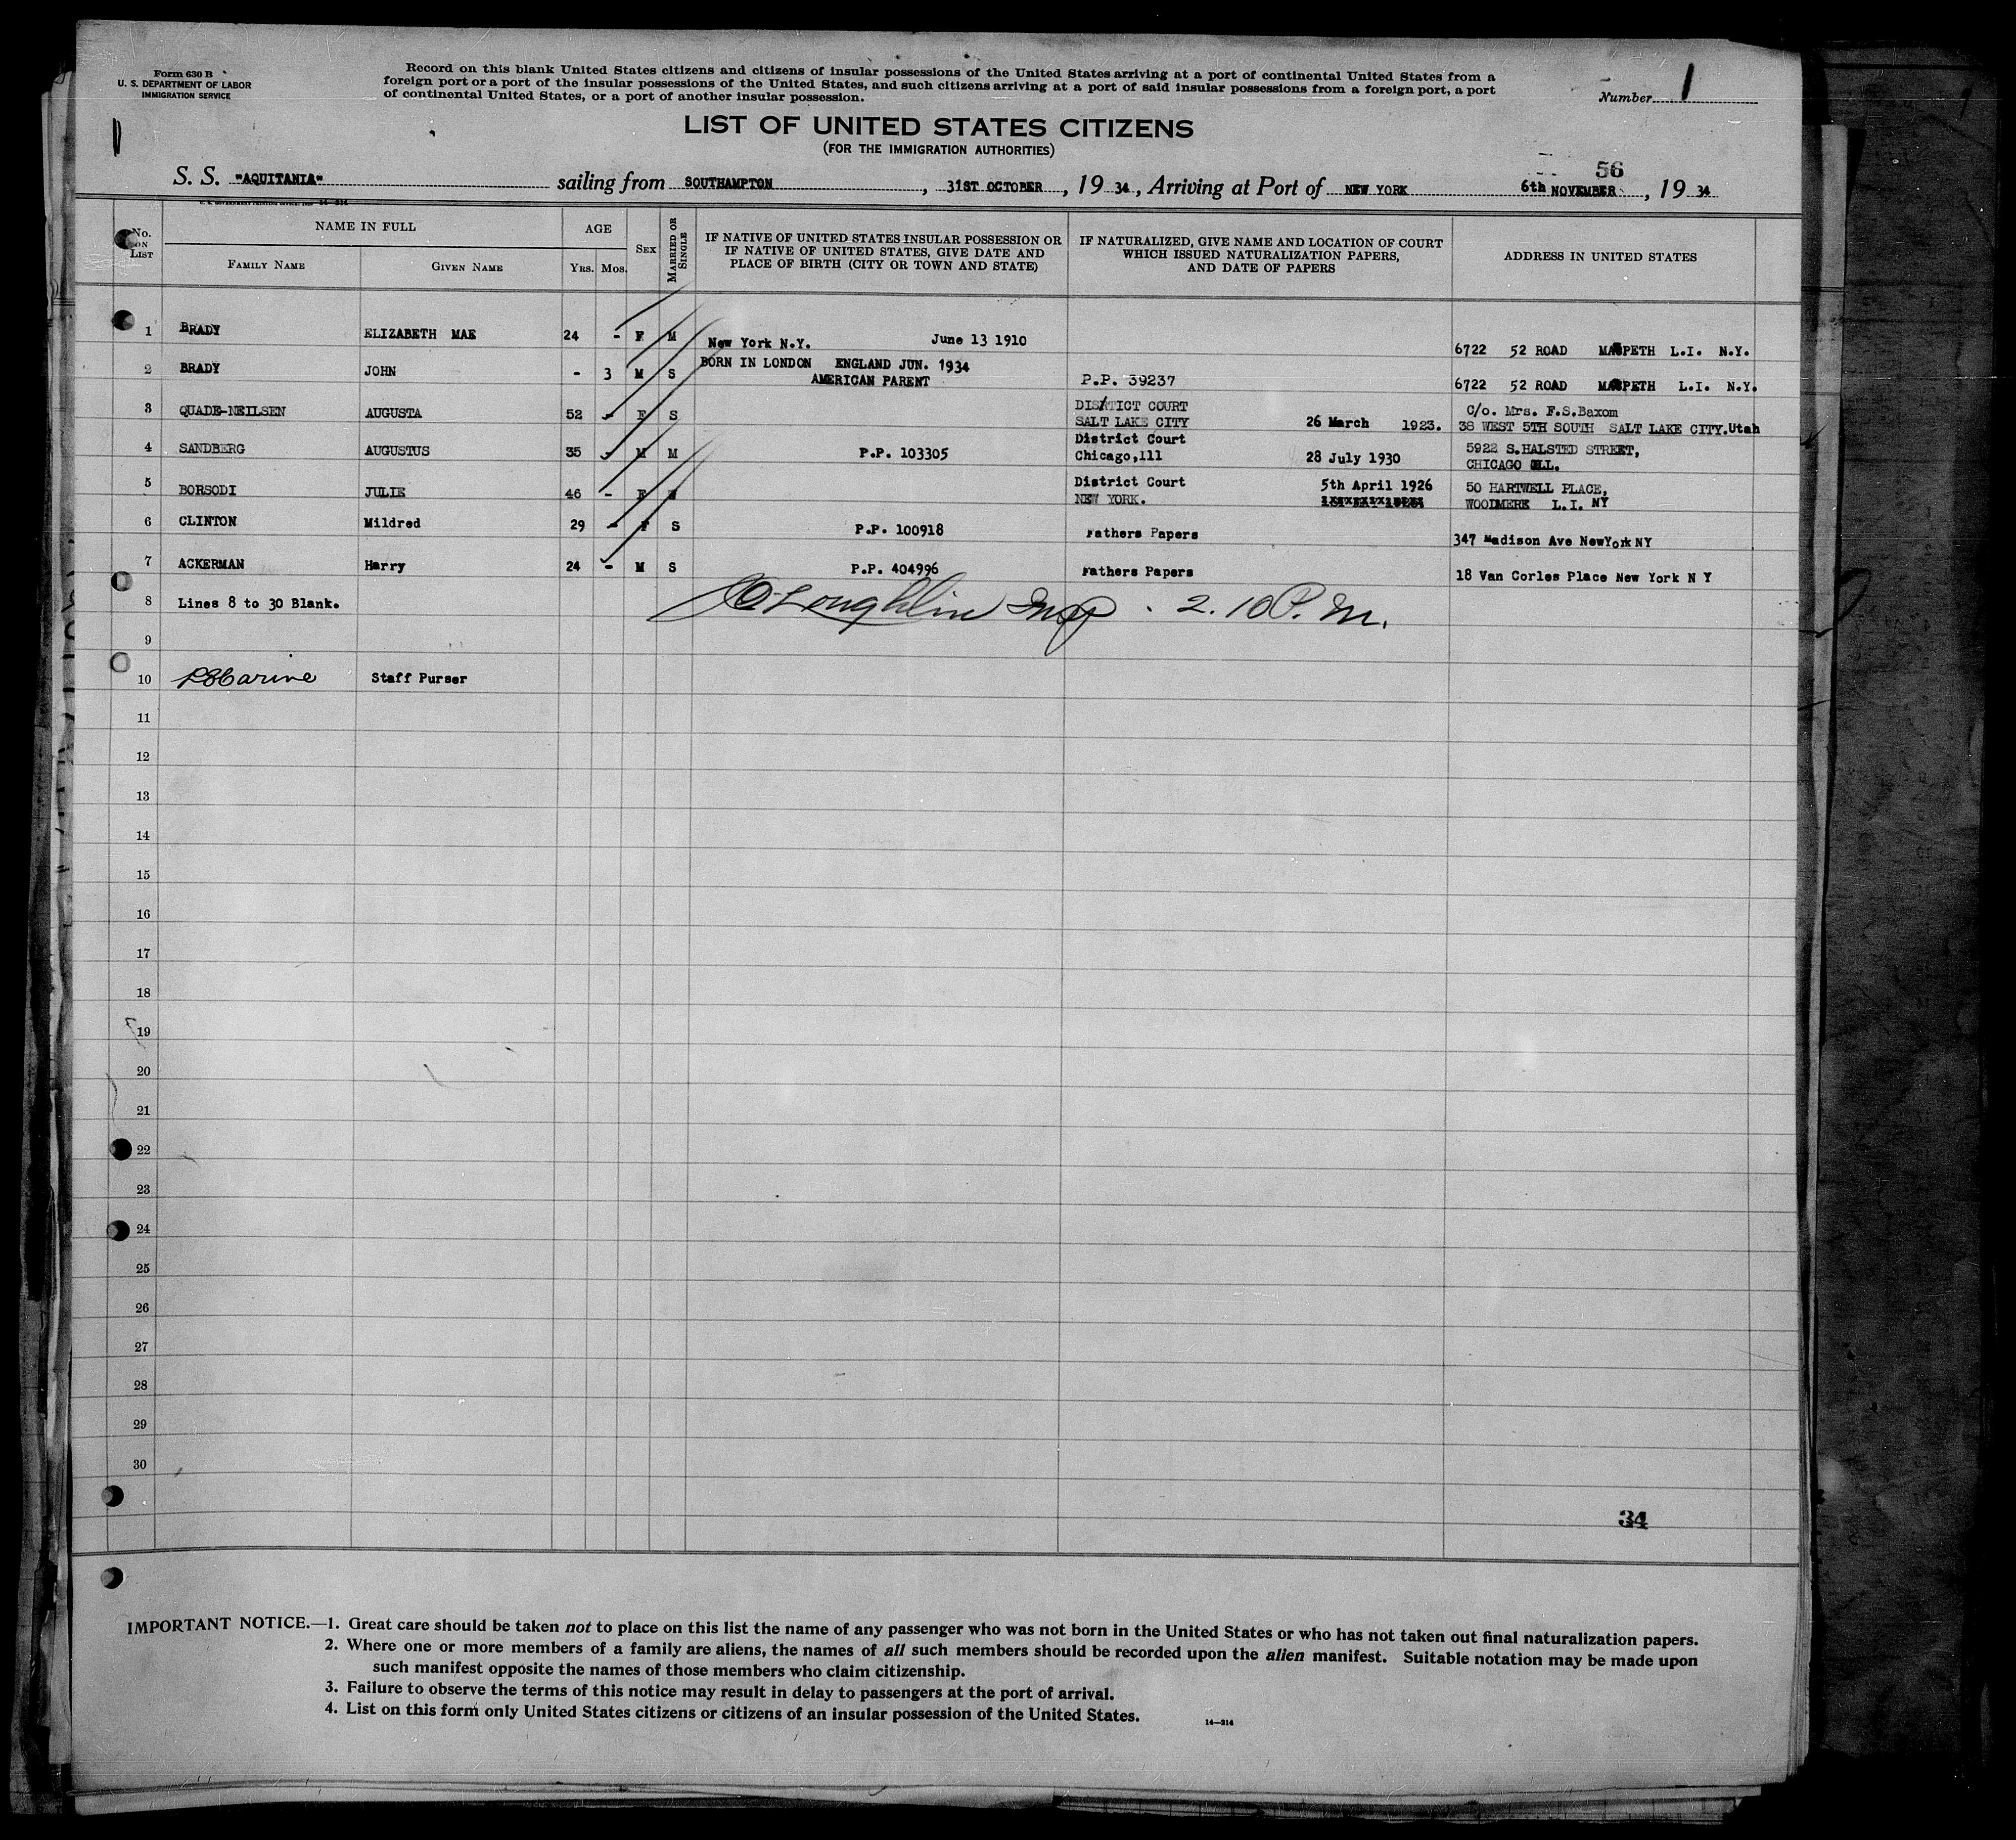 Form 630 B
U. S. DEPARTMENT OF LABOR
IMMIGRATION SERVICE
Record on this blank United States citizens and citizens of insular possessions of the United States arriving at a port of continental United States from a
foreign port or a port of the insular possessions of the United States, and such citizens arriving at a port of said insular possessions from a foreign port, a port
of continental United States, or a port of another insular possession.
Number 1
LIST OF UNITED STATES CITIZENS
(FOR THE IMMIGRATION AUTHORITIES)
56
S. S. "AQUITANIA" sailing from SOUTHAMPTON, 31ST OCTOBER, 19 34, Arriving at Port of NEW YORK 6th NOVEMBER, 19 34
No. ON LIST
NAME IN FULL
FAMILY NAME GIVEN NAME
AGE
YRS. MOS.
SEX
MARRIED OR SINGLE
IF NATIVE OF UNITED STATES INSULAR POSSESSION OR
IF NATIVE OF UNITED STATES, GIVE DATE AND
PLACE OF BIRTH (CITY OR TOWN AND STATE)
IF NATURALIZED, GIVE NAME AND LOCATION OF COURT
WHICH ISSUED NATURALIZATION PAPERS,
AND DATE OF PAPERS
ADDRESS IN UNITED STATES
1 BRADY ELIZABETH MAE 24 - F M New York N.Y. June 13 1910 6722 52 ROAD MASPETH L.I. N.Y.
2 BRADY JOHN - 3 M S BORN IN LONDON ENGLAND JUN. 1934
AMERICAN PARENT P.P. 39237 6722 52 ROAD MASPETH L.I. N.Y.
3 QUADE-NEILSEN AUGUSTA 52 - F S DISTICT COURT
SALT LAKE CITY 26 March 1923. C/o. Mrs. F.S.Baxom
38 WEST 5TH SOUTH SALT LAKE CITY.Utah
4 SANDBERG AUGUSTUS 35 M M P.P. 103305 District Court
Chicago,Ill 28 July 1930 5922 S.HALSTED STREET,
CHICAGO ILL.
5 BORSODI JULIE 46 - F District Court 5th April 1926
NEW YORK. 50 HARTWELL PLACE,
WOODMERE L.I. NY
6 CLINTON Mildred 29 - F S P.P. 100918 Fathers Papers 347 Madison Ave NewYork NY
7 ACKERMAN Harry 24 - M S P.P. 404996 Fathers Papers 18 Van Corles Place New York N Y
8 Lines 8 to 30 Blank. O'Loughlin Insp. 2.10 P.M.
9
10 Staff Purser
11
12
13
14
15
16
17
18
19
20
21
22
23
24
25
26
27
28
29
30
34
IMPORTANT NOTICE.—1. Great care should be taken not to place on this list the name of any passenger who was not born in the United States or who has not taken out final naturalization papers.
2. Where one or more members of a family are aliens, the names of all such members should be recorded upon the alien manifest. Suitable notation may be made upon
such manifest opposite the names of those members who claim citizenship.
3. Failure to observe the terms of this notice may result in delay to passengers at the port of arrival.
4. List on this form only United States citizens or citizens of an insular possession of the United States.
14—214